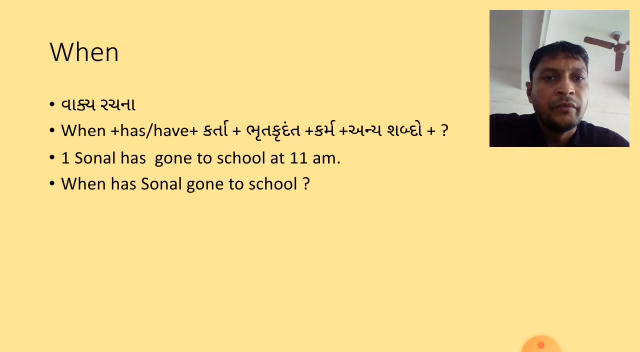 When
• વાક્ય રચના
• When +has/have+ કર્તા + ભૂતકૃદંત +કર્મ +અન્ય શબ્દો + ?
• 1 Sonal has  gone to school at 11 am.
• When has Sonal gone to school ?